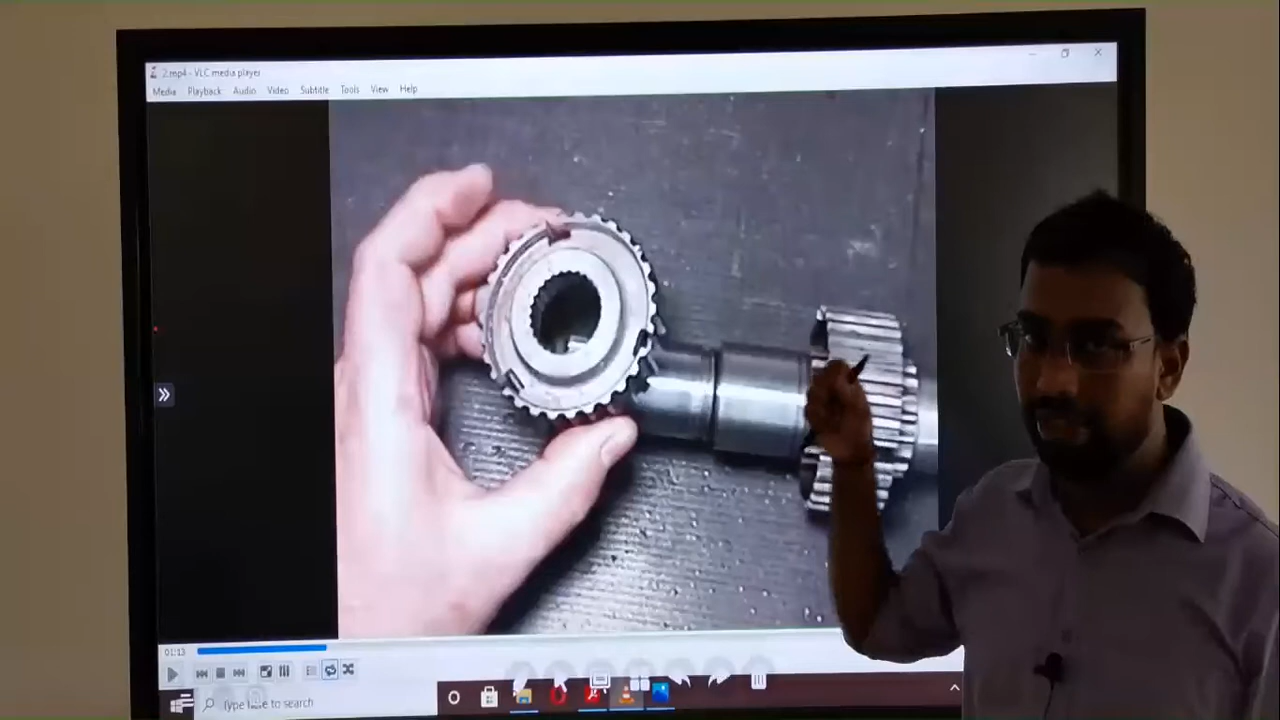 2.mp4 - VLC media player
Media Playback Audio Video Subtitle Tools View Help
01:13
Type here to search